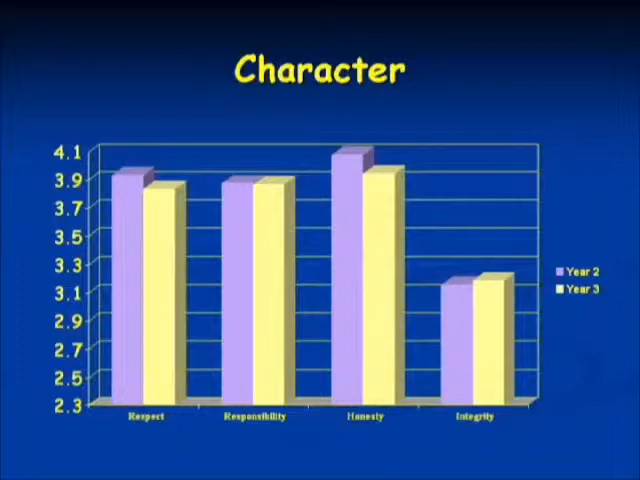 Character
4.1
3.9
3.7
3.5
3.3
3.1
2.9
2.7
2.5
2.3
Respect
Responsibility
Honesty
Integrity
Year 2
Year 3